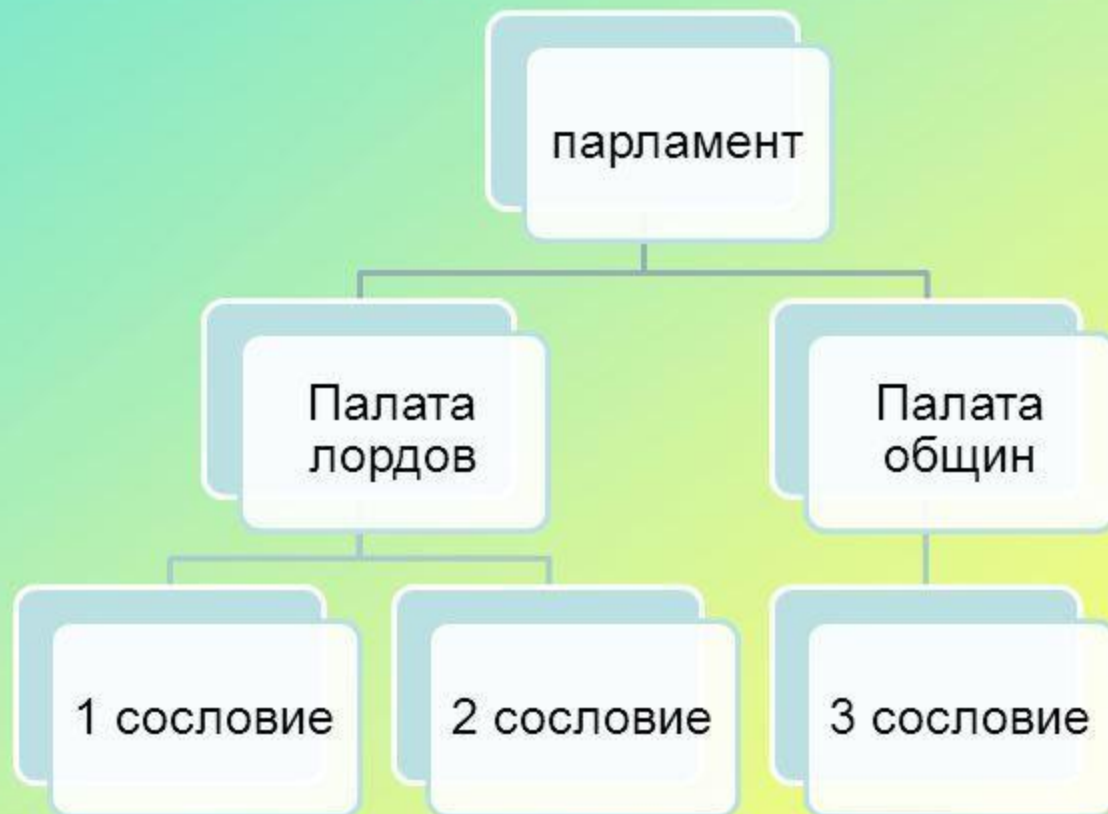 парламент
Палата
лордов
Палата
общин
1 сословие
2 сословие
3 сословие